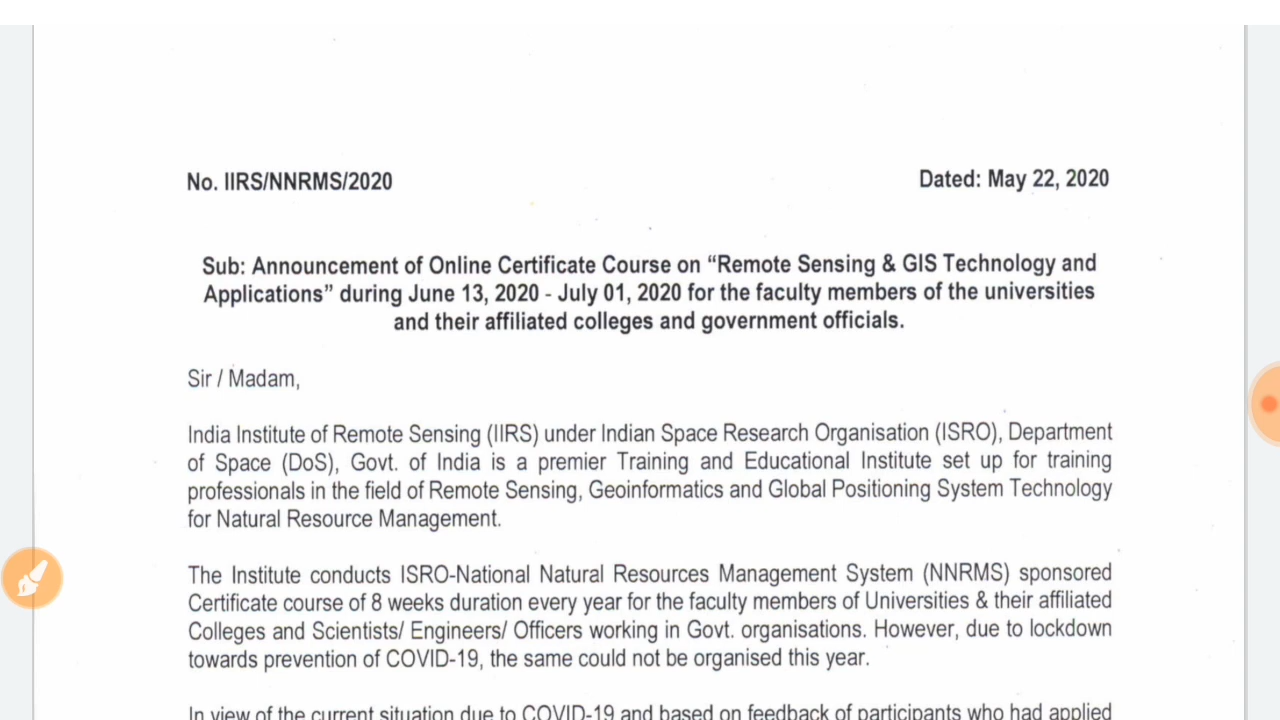 No. IIRS/NNRMS/2020
Dated: May 22, 2020
Sub: Announcement of Online Certificate Course on “Remote Sensing & GIS Technology and
Applications” during June 13, 2020 - July 01, 2020 for the faculty members of the universities
and their affiliated colleges and government officials.
Sir / Madam,
India Institute of Remote Sensing (IIRS) under Indian Space Research Organisation (ISRO), Department
of Space (DoS), Govt. of India is a premier Training and Educational Institute set up for training
professionals in the field of Remote Sensing, Geoinformatics and Global Positioning System Technology
for Natural Resource Management.
The Institute conducts ISRO-National Natural Resources Management System (NNRMS) sponsored
Certificate course of 8 weeks duration every year for the faculty members of Universities & their affiliated
Colleges and Scientists/ Engineers/ Officers working in Govt. organisations. However, due to lockdown
towards prevention of COVID-19, the same could not be organised this year.
In view of the current situation due to COVID-19 and based on feedback of participants who had applied